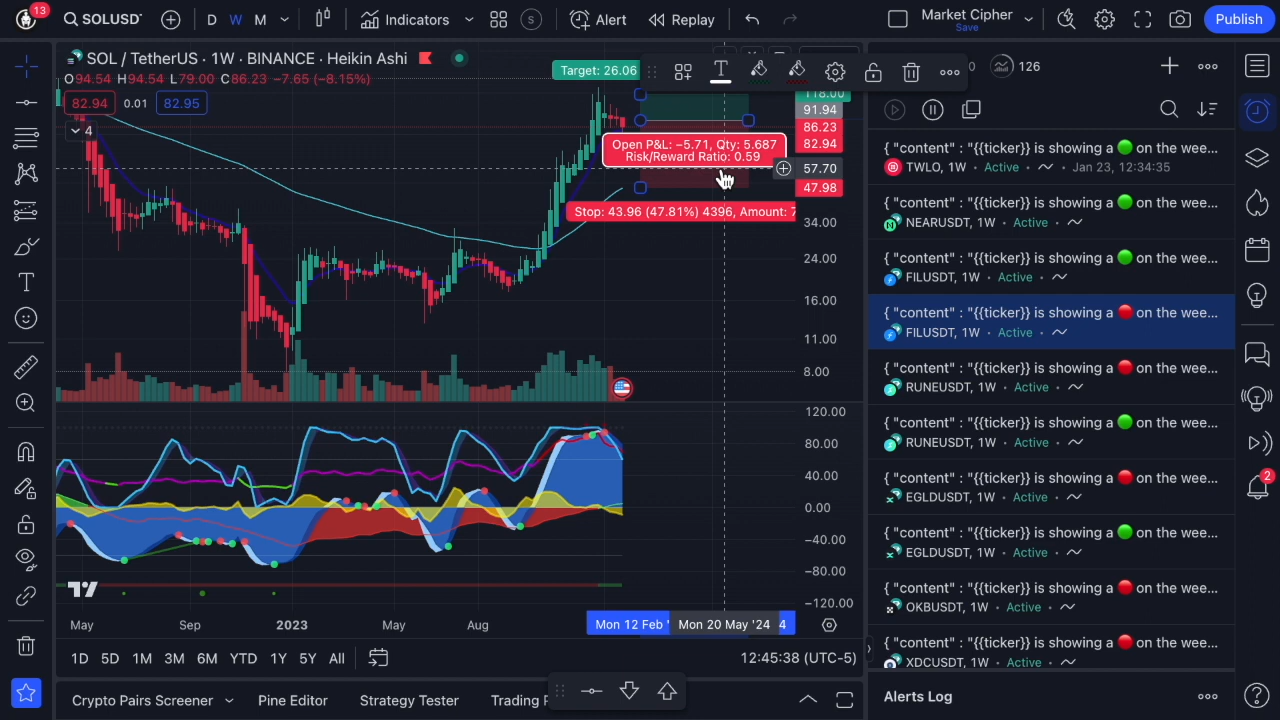 13
SOLUSD
D W M
Indicators
S
Alert
Replay
Market Cipher
Save
Publish
SOL / TetherUS · 1W · BINANCE · Heikin Ashi
O94.54 H94.54 L79.00 C86.23 −7.65 (−8.15%)
82.94 0.01 82.95
4
Target: 26.06
T
118.00
91.94
86.23
82.94
57.70
47.98
34.00
24.00
16.00
11.00
8.00
Open P&L: −5.71, Qty: 5.687
Risk/Reward Ratio: 0.59
Stop: 43.96 (47.81%) 4396, Amount: 7
120.00
80.00
40.00
0.00
−40.00
−80.00
−120.00
May Sep 2023 May Aug
Mon 12 Feb ' Mon 20 May '24 4
1D 5D 1M 3M 6M YTD 1Y 5Y All
12:45:38 (UTC-5)
Crypto Pairs Screener Pine Editor Strategy Tester Trading
0 126
{ "content" : "{{ticker}} is showing a 🟢 on the wee...
TWLO, 1W · Active · Jan 23, 12:34:35
{ "content" : "{{ticker}} is showing a 🟢 on the wee...
NEARUSDT, 1W · Active ·
{ "content" : "{{ticker}} is showing a 🟢 on the wee...
FILUSDT, 1W · Active ·
{ "content" : "{{ticker}} is showing a 🔴 on the wee...
FILUSDT, 1W · Active ·
{ "content" : "{{ticker}} is showing a 🔴 on the wee...
RUNEUSDT, 1W · Active ·
{ "content" : "{{ticker}} is showing a 🟢 on the wee...
RUNEUSDT, 1W · Active ·
{ "content" : "{{ticker}} is showing a 🔴 on the wee...
EGLDUSDT, 1W · Active ·
{ "content" : "{{ticker}} is showing a 🟢 on the wee...
EGLDUSDT, 1W · Active ·
{ "content" : "{{ticker}} is showing a 🔴 on the wee...
OKBUSDT, 1W · Active ·
{ "content" : "{{ticker}} is showing a 🔴 on the wee...
XDCUSDT, 1W · Active ·
Alerts Log
2